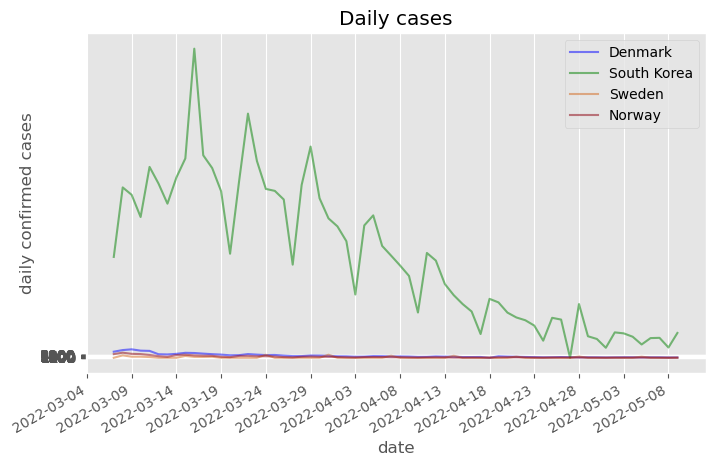 Daily cases
Denmark
South Korea
Sweden
Norway
daily confirmed cases
2022-03-04
2022-03-09
2022-03-14
2022-03-19
2022-03-24
2022-03-29
2022-04-03
2022-04-08
2022-04-13
2022-04-18
2022-04-23
2022-04-28
2022-05-03
2022-05-08
date